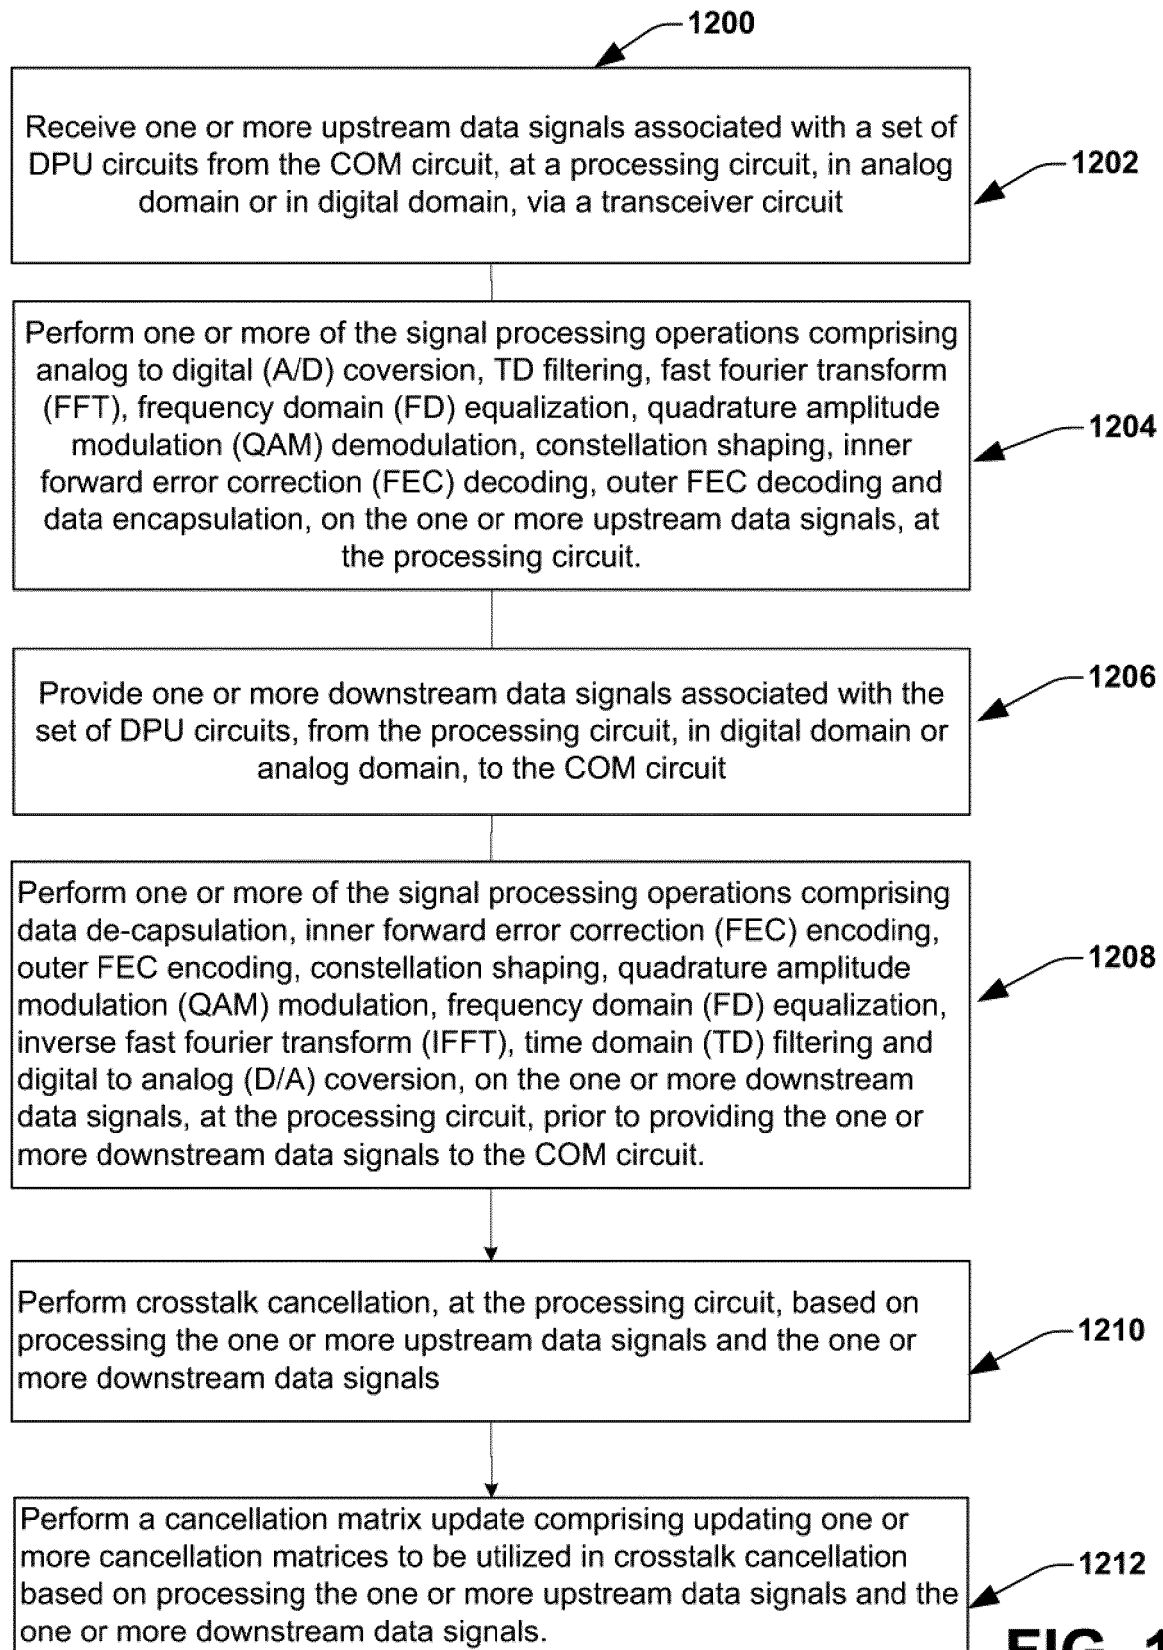 1200
Receive one or more upstream data signals associated with a set of
DPU circuits from the COM circuit, at a processing circuit, in analog
domain or in digital domain, via a transceiver circuit
1202
Perform one or more of the signal processing operations comprising
analog to digital (A/D) coversion, TD filtering, fast fourier transform
(FFT), frequency domain (FD) equalization, quadrature amplitude
modulation (QAM) demodulation, constellation shaping, inner
forward error correction (FEC) decoding, outer FEC decoding and
data encapsulation, on the one or more upstream data signals, at
the processing circuit.
1204
Provide one or more downstream data signals associated with the
set of DPU circuits, from the processing circuit, in digital domain or
analog domain, to the COM circuit
1206
Perform one or more of the signal processing operations comprising
data de-capsulation, inner forward error correction (FEC) encoding,
outer FEC encoding, constellation shaping, quadrature amplitude
modulation (QAM) modulation, frequency domain (FD) equalization,
inverse fast fourier transform (IFFT), time domain (TD) filtering and
digital to analog (D/A) coversion, on the one or more downstream
data signals, at the processing circuit, prior to providing the one or
more downstream data signals to the COM circuit.
1208
Perform crosstalk cancellation, at the processing circuit, based on
processing the one or more upstream data signals and the one or
more downstream data signals
1210
Perform a cancellation matrix update comprising updating one or
more cancellation matrices to be utilized in crosstalk cancellation
based on processing the one or more upstream data signals and the
one or more downstream data signals.
1212
FIG. 1